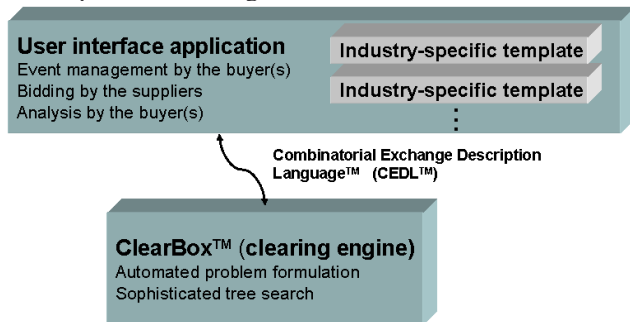 User interface application
Event management by the buyer(s)
Bidding by the suppliers
Analysis by the buyer(s)
Industry-specific template
Industry-specific template
Combinatorial Exchange Description
Language™ (CEDL™)
ClearBox™ (clearing engine)
Automated problem formulation
Sophisticated tree search